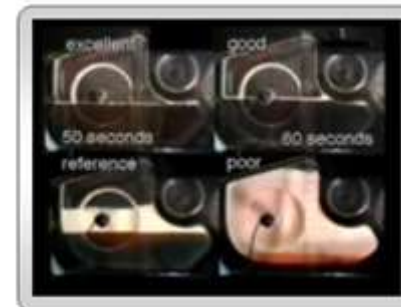 excellent
good
50 seconds
60 seconds
reference
poor